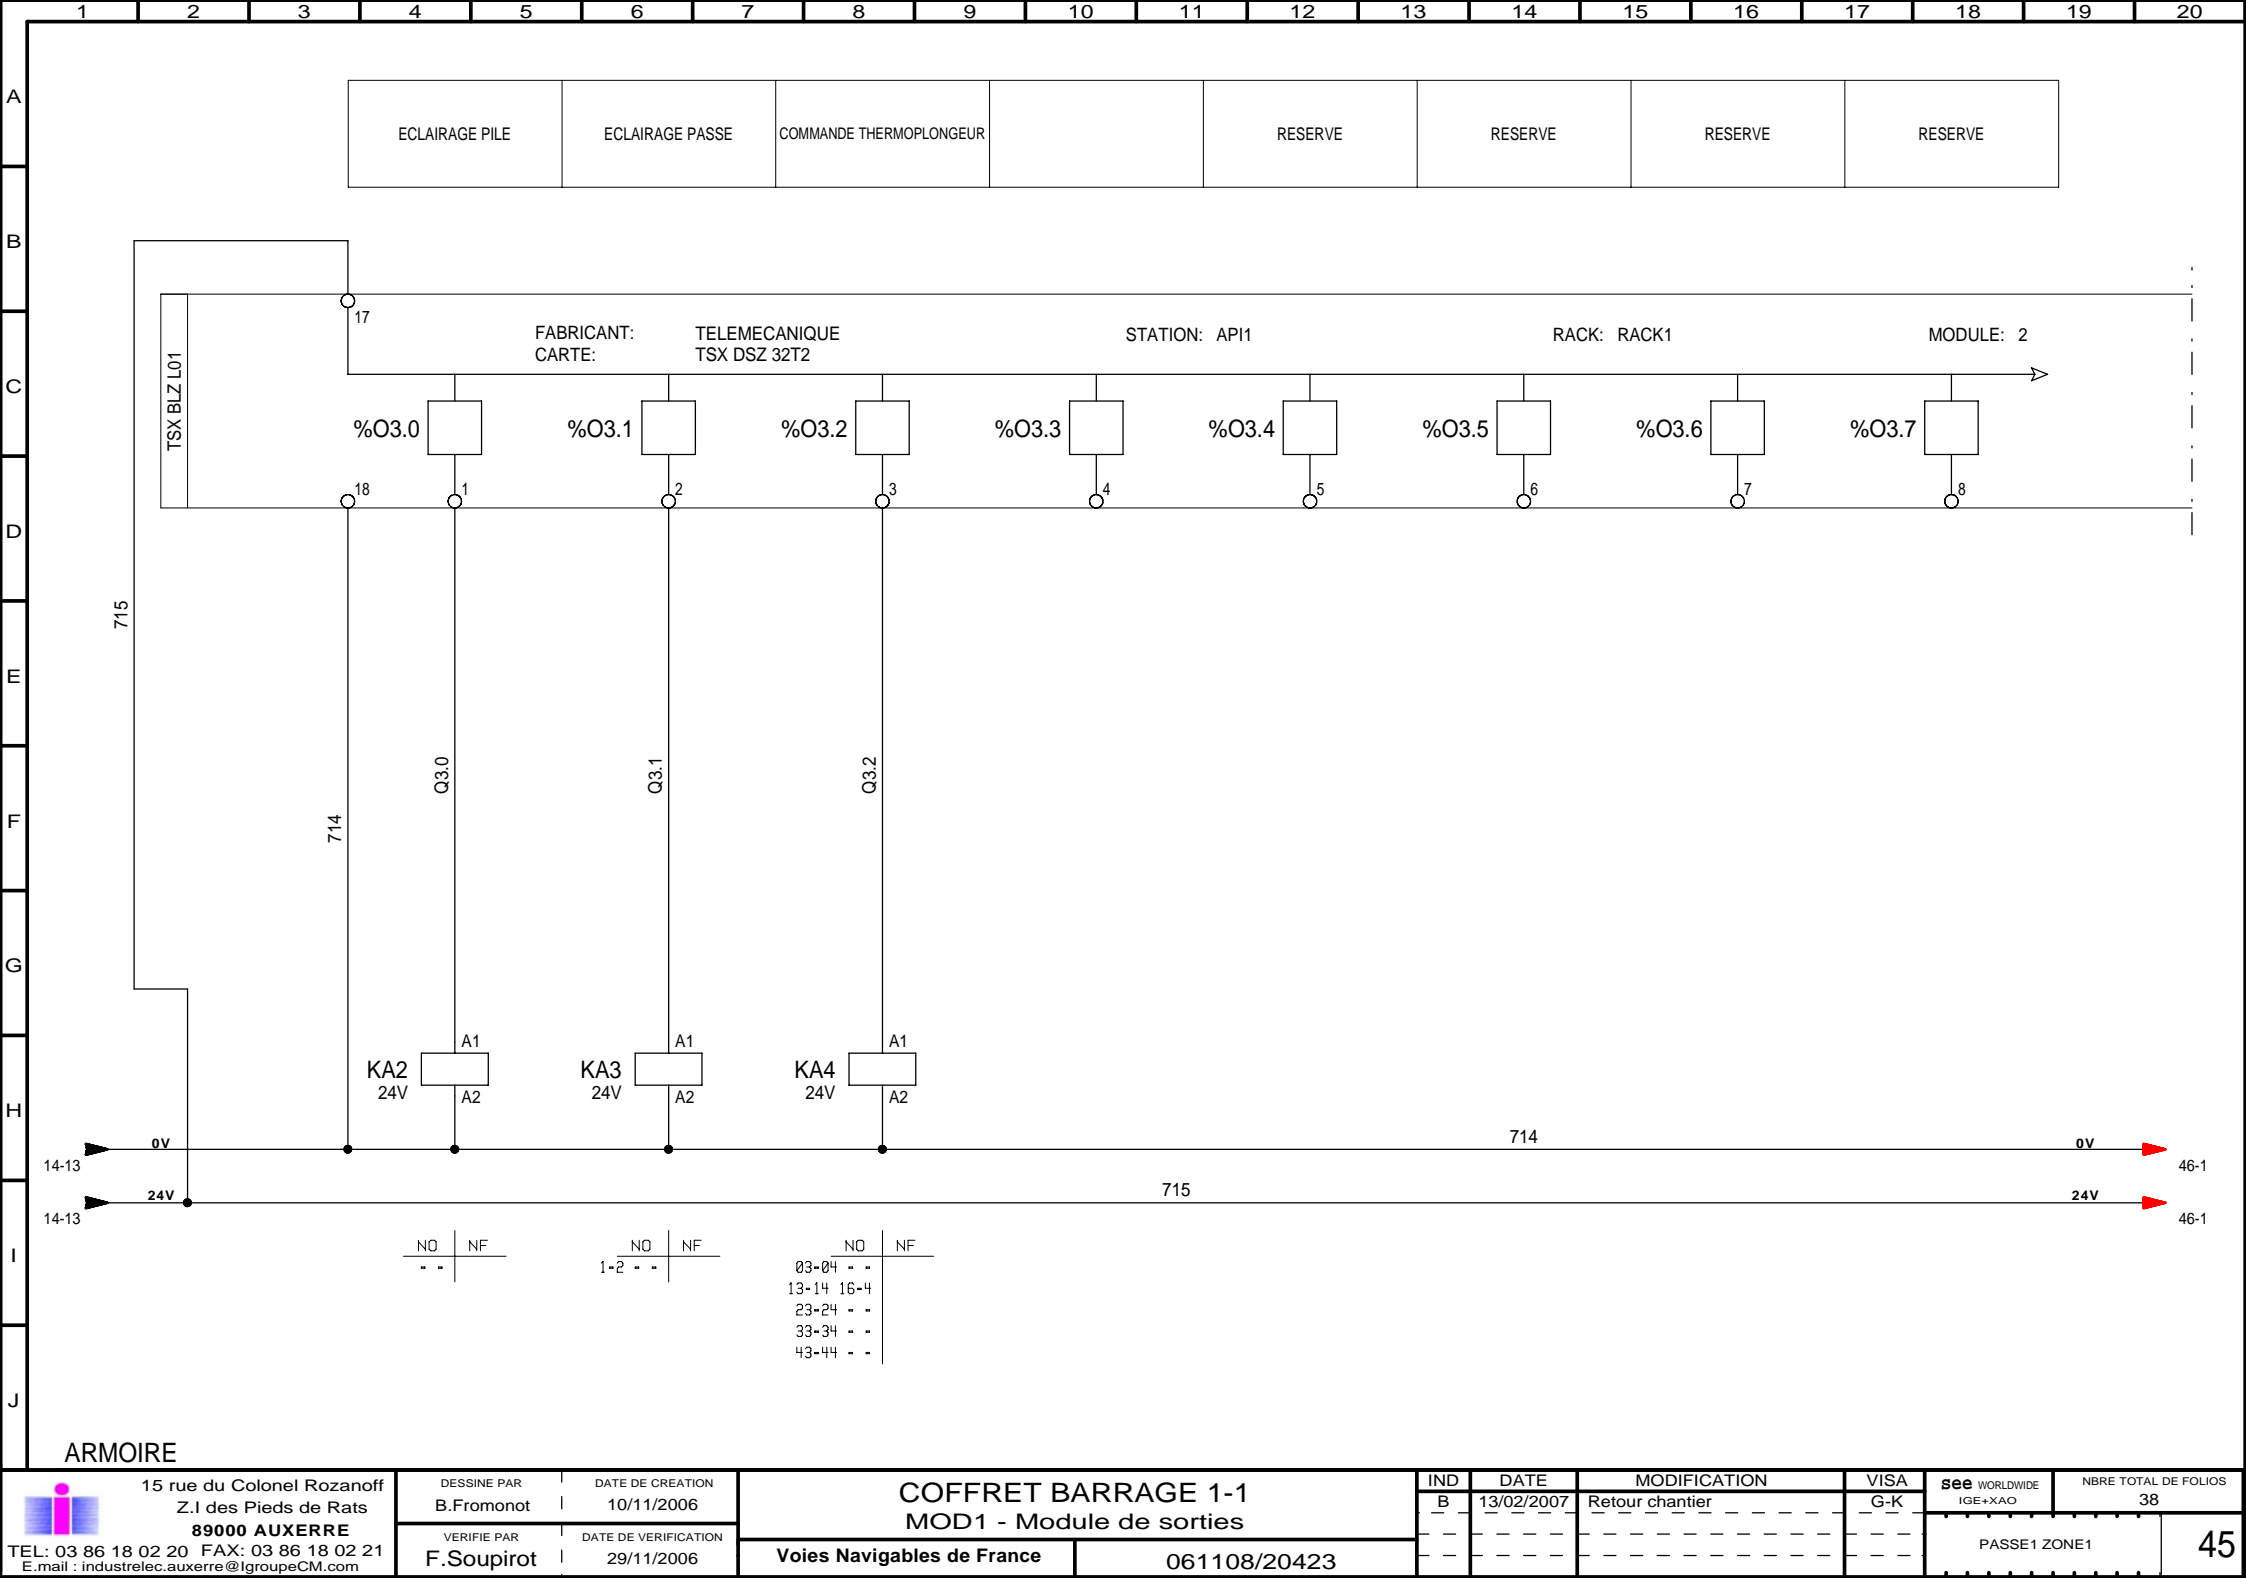 1 2 3 4 5 6 7 8 9 10 11 12 13 14 15 16 17 18 19 20
A
ECLAIRAGE PILE ECLAIRAGE PASSE COMMANDE THERMOPLONGEUR RESERVE RESERVE RESERVE RESERVE
B
17
FABRICANT: TELEMECANIQUE STATION: API1 RACK: RACK1 MODULE: 2
CARTE: TSX DSZ 32T2
TSX BLZ L01
C
%O3.0 %O3.1 %O3.2 %O3.3 %O3.4 %O3.5 %O3.6 %O3.7
18 1 2 3 4 5 6 7 8
D
715
E
Q3.0 Q3.1 Q3.2
F
714
G
A1 A1 A1
KA2 KA3 KA4
24V 24V 24V
A2 A2 A2
H
0V 714 0V
14-13 46-1
24V 715 24V
14-13 46-1
I
NO NF NO NF NO NF
- - 1-2 - - 03-04 - -
13-14 16-4
23-24 - -
33-34 - -
43-44 - -
J
ARMOIRE
15 rue du Colonel Rozanoff
Z.I des Pieds de Rats
89000 AUXERRE
TEL: 03 86 18 02 20 FAX: 03 86 18 02 21
E.mail : industrelec.auxerre@IgroupeCM.com
DESSINE PAR DATE DE CREATION
B.Fromonot 10/11/2006
VERIFIE PAR DATE DE VERIFICATION
F.Soupirot 29/11/2006
COFFRET BARRAGE 1-1
MOD1 - Module de sorties
Voies Navigables de France 061108/20423
IND DATE MODIFICATION VISA
B 13/02/2007 Retour chantier G-K
see WORLDWIDE
IGE+XAO
NBRE TOTAL DE FOLIOS
38
PASSE1 ZONE1 45